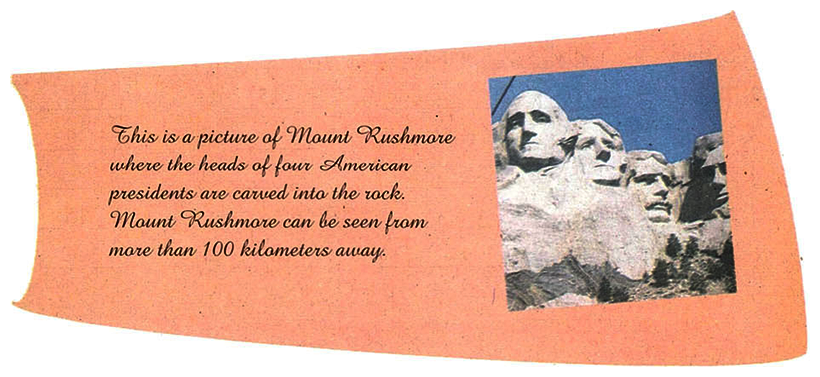 This is a picture of Mount Rushmore
where the heads of four American
presidents are carved into the rock.
Mount Rushmore can be seen from
more than 100 kilometers away.